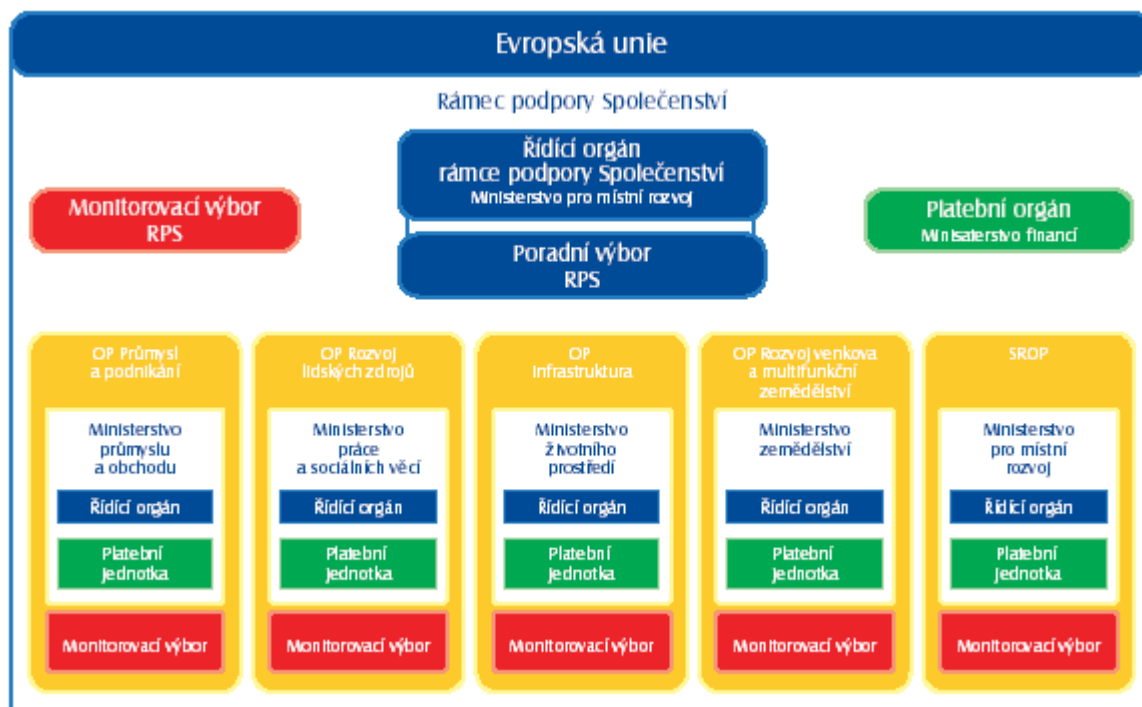 Evropská unie
Rámec podpory Společenství
Řídící orgán
rámce podpory Společenství
Ministerstvo pro místní rozvoj
Monitorovací výbor
RPS
Platební orgán
Minisaterstvo financí
Poradní výbor
RPS
OP Průmysl
a podnikání
Ministerstvo
průmyslu
a obchodu
Řídící orgán
Platební
jednotka
Monitorovací výbor
OP Rozvoj
lidských zdrojů
Ministerstvo
práce
a sociálních věcí
Řídící orgán
Platební
jednotka
Monitorovací výbor
OP
Infrastruktura
Ministerstvo
životního
prostředí
Řídící orgán
Platební
jednotka
Monitorovací výbor
OP Rozvoj venkova
a multifunkční
zemědělství
Ministerstvo
zemědělství
Řídící orgán
Platební
jednotka
Monitorovací výbor
SROP
Ministerstvo
pro místní
rozvoj
Řídící orgán
Platební
jednotka
Monitorovací výbor